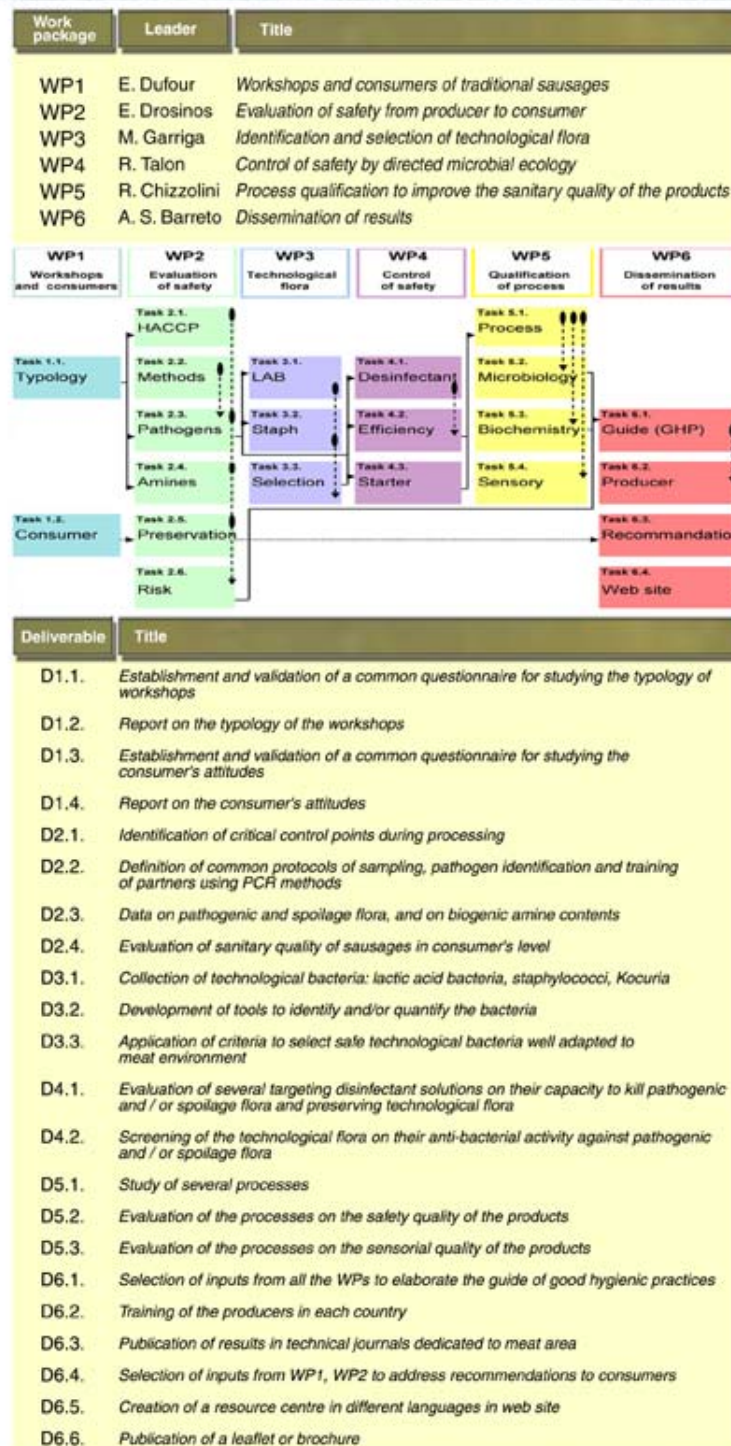 Work package Leader Title
WP1 E. Dufour Workshops and consumers of traditional sausages
WP2 E. Drosinos Evaluation of safety from producer to consumer
WP3 M. Garriga Identification and selection of technological flora
WP4 R. Talon Control of safety by directed microbial ecology
WP5 R. Chizzolini Process qualification to improve the sanitary quality of the products
WP6 A. S. Barreto Dissemination of results
WP1 WP2 WP3 WP4 WP5 WP6
Workshops and consumers Evaluation of safety Technological flora Control of safety Qualification of process Dissemination of results
Task 2.1. Task 5.1.
HACCP Process
Task 1.1. Task 2.2. Task 3.1. Task 4.1. Task 5.2.
Typology Methods LAB Desinfectant Microbiology
Task 2.3. Task 3.2. Task 4.2. Task 5.3. Task 6.1.
Pathogens Staph Efficiency Biochemistry Guide (GHP)
Task 2.4. Task 3.3. Task 4.3. Task 5.4. Task 6.2.
Amines Selection Starter Sensory Producer
Task 1.2. Task 2.5. Task 6.3.
Consumer Preservation Recommandatio
Task 2.6. Task 6.4.
Risk Web site
Deliverable Title
D1.1. Establishment and validation of a common questionnaire for studying the typology of
workshops
D1.2. Report on the typology of the workshops
D1.3. Establishment and validation of a common questionnaire for studying the
consumer's attitudes
D1.4. Report on the consumer's attitudes
D2.1. Identification of critical control points during processing
D2.2. Definition of common protocols of sampling, pathogen identification and training
of partners using PCR methods
D2.3. Data on pathogenic and spoilage flora, and on biogenic amine contents
D2.4. Evaluation of sanitary quality of sausages in consumer's level
D3.1. Collection of technological bacteria: lactic acid bacteria, staphylococci, Kocuria
D3.2. Development of tools to identify and/or quantify the bacteria
D3.3. Application of criteria to select safe technological bacteria well adapted to
meat environment
D4.1. Evaluation of several targeting disinfectant solutions on their capacity to kill pathogenic
and / or spoilage flora and preserving technological flora
D4.2. Screening of the technological flora on their anti-bacterial activity against pathogenic
and / or spoilage flora
D5.1. Study of several processes
D5.2. Evaluation of the processes on the safety quality of the products
D5.3. Evaluation of the processes on the sensorial quality of the products
D6.1. Selection of inputs from all the WPs to elaborate the guide of good hygienic practices
D6.2. Training of the producers in each country
D6.3. Publication of results in technical journals dedicated to meat area
D6.4. Selection of inputs from WP1, WP2 to address recommendations to consumers
D6.5. Creation of a resource centre in different languages in web site
D6.6. Publication of a leaflet or brochure